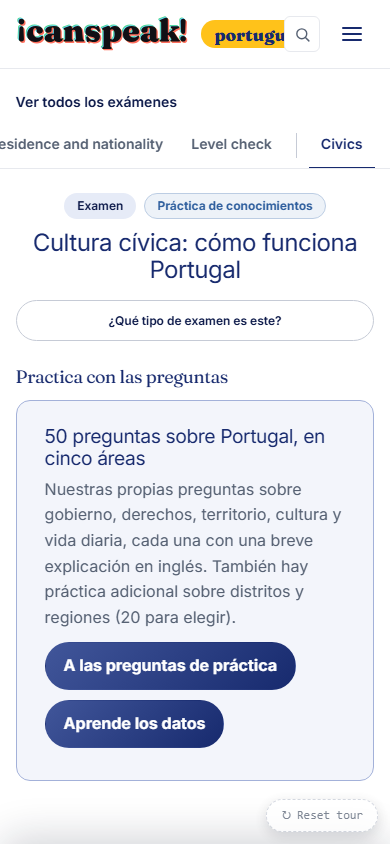 icanspeak!
portugu
Ver todos los exámenes
esidence and nationality Level check Civics
Examen Práctica de conocimientos
Cultura cívica: cómo funciona
Portugal
¿Qué tipo de examen es este?
Practica con las preguntas
50 preguntas sobre Portugal, en
cinco áreas
Nuestras propias preguntas sobre
gobierno, derechos, territorio, cultura y
vida diaria, cada una con una breve
explicación en inglés. También hay
práctica adicional sobre distritos y
regiones (20 para elegir).
A las preguntas de práctica
Aprende los datos
↻ Reset tour